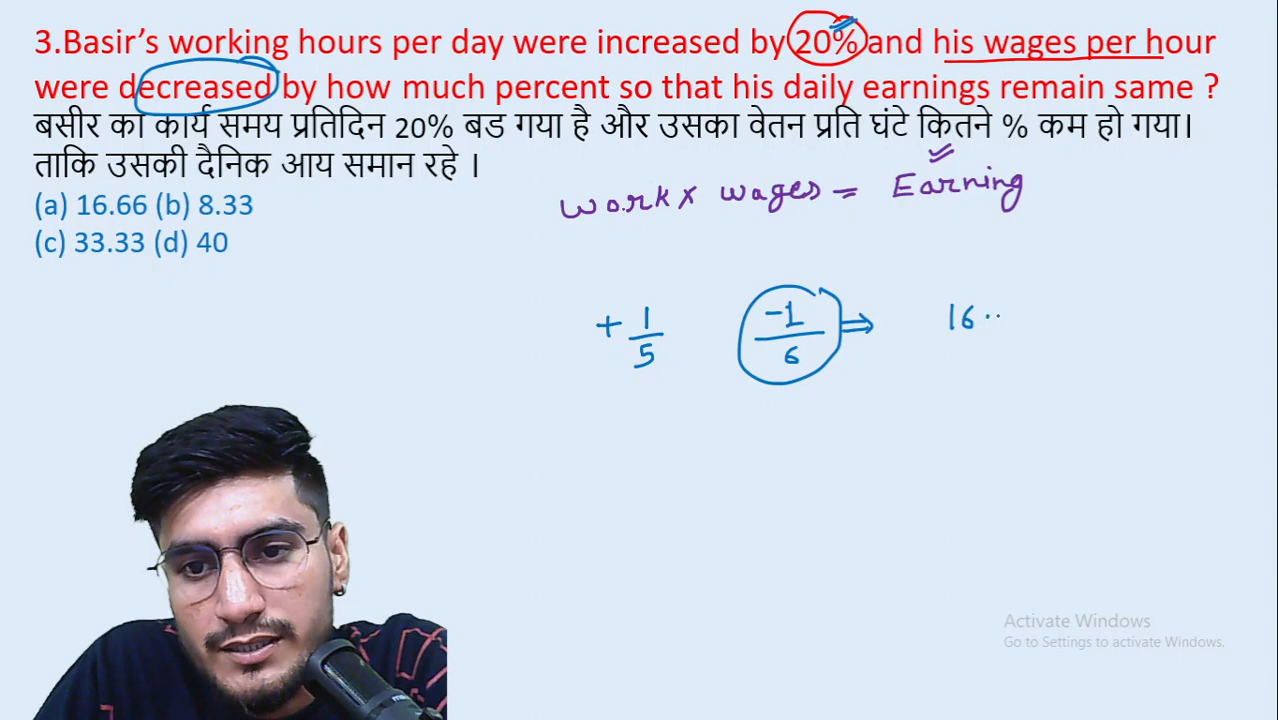 3.Basir’s working hours per day were increased by 20% and his wages per hour
were decreased by how much percent so that his daily earnings remain same ?
बसीर का कार्य समय प्रतिदिन 20% बड गया है और उसका वेतन प्रति घंटे कितने % कम हो गया।
ताकि उसकी दैनिक आय समान रहे ।
work x wages = Earning
(a) 16.66 (b) 8.33
(c) 33.33 (d) 40
+ 1/5 -1/6 ⇒ 16..
Activate Windows
Go to Settings to activate Windows.